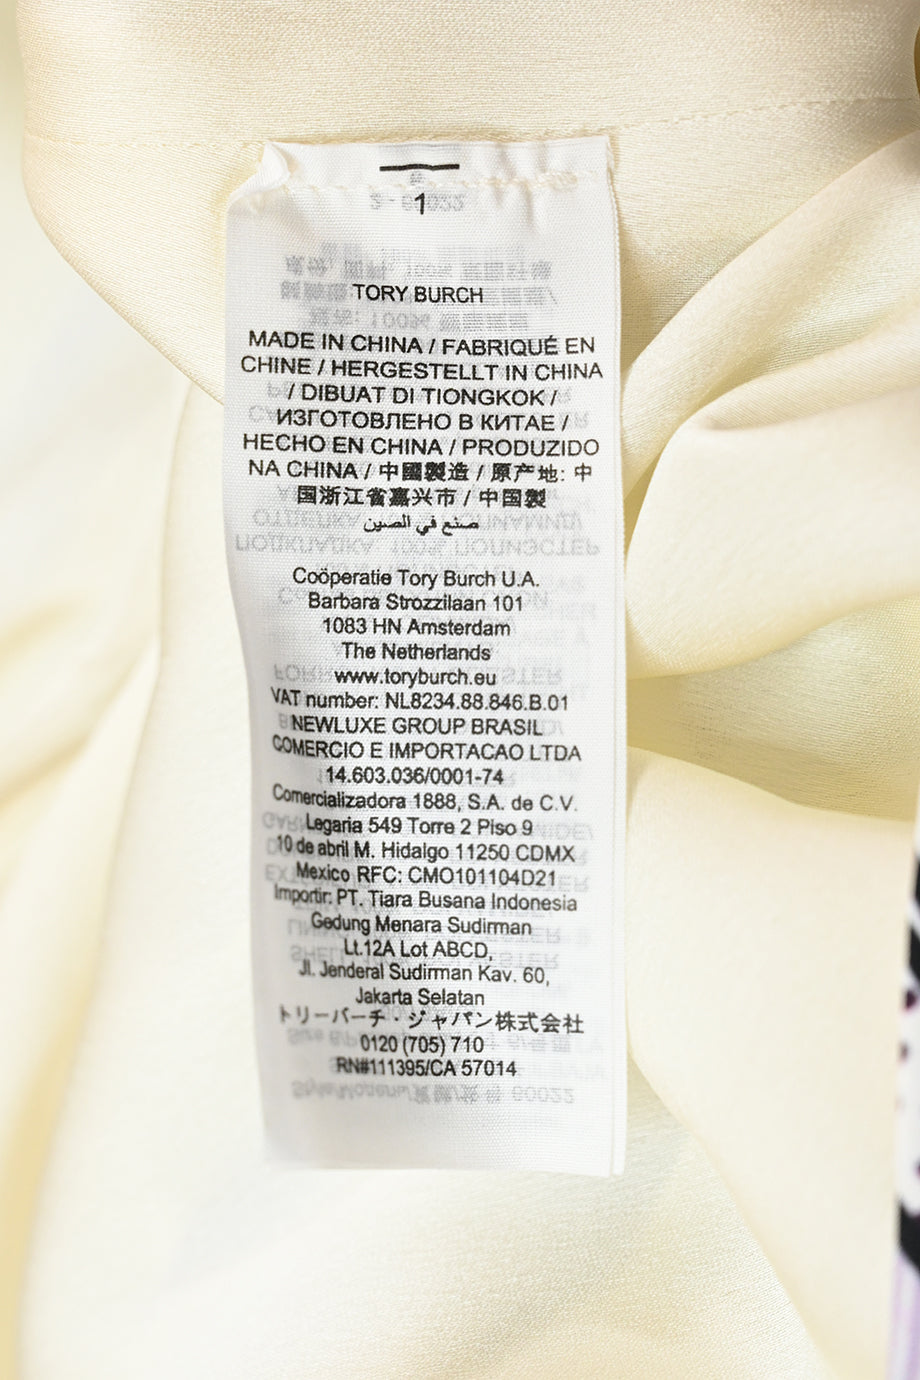 1
TORY BURCH
MADE IN CHINA / FABRIQUÉ EN
CHINE / HERGESTELLT IN CHINA
/ DIBUAT DI TIONGKOK /
ИЗГОТОВЛЕНО В КИТАЕ /
HECHO EN CHINA / PRODUZIDO
NA CHINA / 中國製造 / 原产地: 中
国浙江省嘉兴市 / 中国製
صنع في الصين
Coöperatie Tory Burch U.A.
Barbara Strozzilaan 101
1083 HN Amsterdam
The Netherlands
www.toryburch.eu
VAT number: NL8234.88.846.B.01
NEWLUXE GROUP BRASIL
COMERCIO E IMPORTACAO LTDA
14.603.036/0001-74
Comercializadora 1888, S.A. de C.V.
Legaria 549 Torre 2 Piso 9
10 de abril M. Hidalgo 11250 CDMX
Mexico RFC: CMO101104D21
Importir: PT. Tiara Busana Indonesia
Gedung Menara Sudirman
Lt.12A Lot ABCD,
Jl. Jenderal Sudirman Kav. 60,
Jakarta Selatan
トリーバーチ・ジャパン株式会社
0120 (705) 710
RN#111395/CA 57014